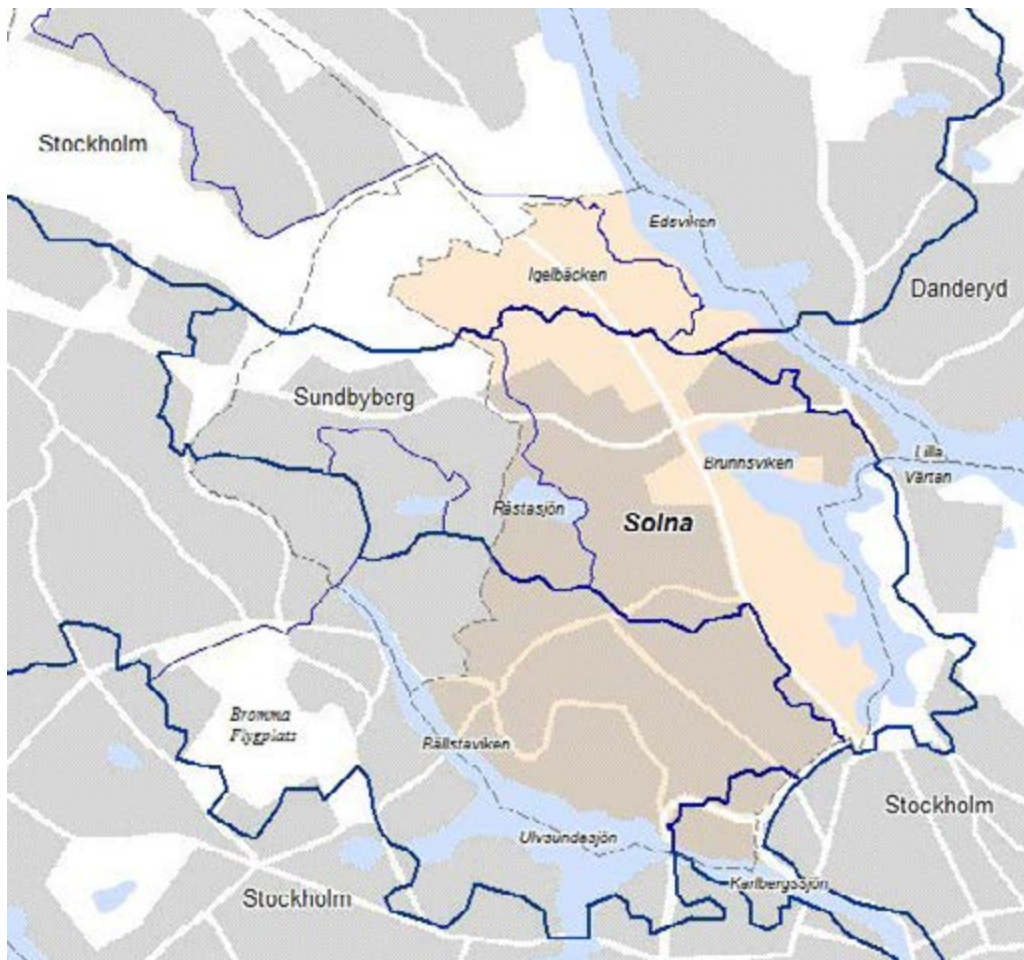 Stockholm
Edsviken
Igelbäcken
Danderyd
Sundbyberg
Brunnsviken
Lilla
Värtan
Råstasjön
Solna
Bromma
Flygplats
Bällstaviken
Stockholm
Ulvsundasjön
Karlbergssjön
Stockholm